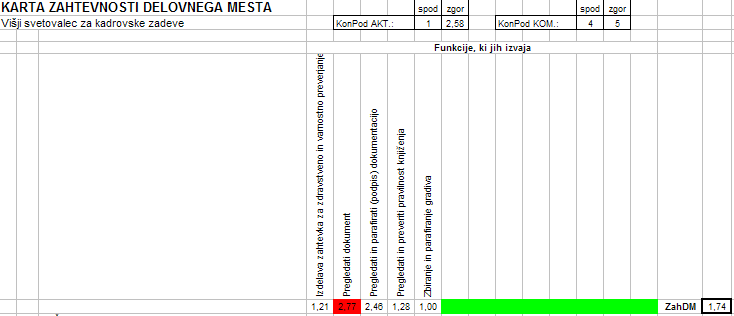 KARTA ZAHTEVNOSTI DELOVNEGA MESTA
spod zgor spod zgor
Višji svetovalec za kadrovske zadeve
KonPod AKT.: 1 2,58 KonPod KOM.: 4 5
Funkcije, ki jih izvaja
Izdelava zahtevka za zdravstveno in varnostno preverjanje
Pregledati dokument
Pregledati in parafirati (podpis) dokumentacijo
Pregledati in preveriti pravilnost knjiženja
Zbiranje in parafiranje gradiva
1,21 2,77 2,46 1,28 1,00 ZahDM 1,74